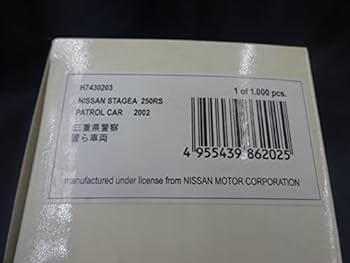 H7430203
NISSAN STAGEA 250RS
1 of 1,000 pcs.
PATROL CAR 2002
三重県警察
警ら車両
4 955439 862025
manufactured under license from NISSAN MOTOR CORPORATION